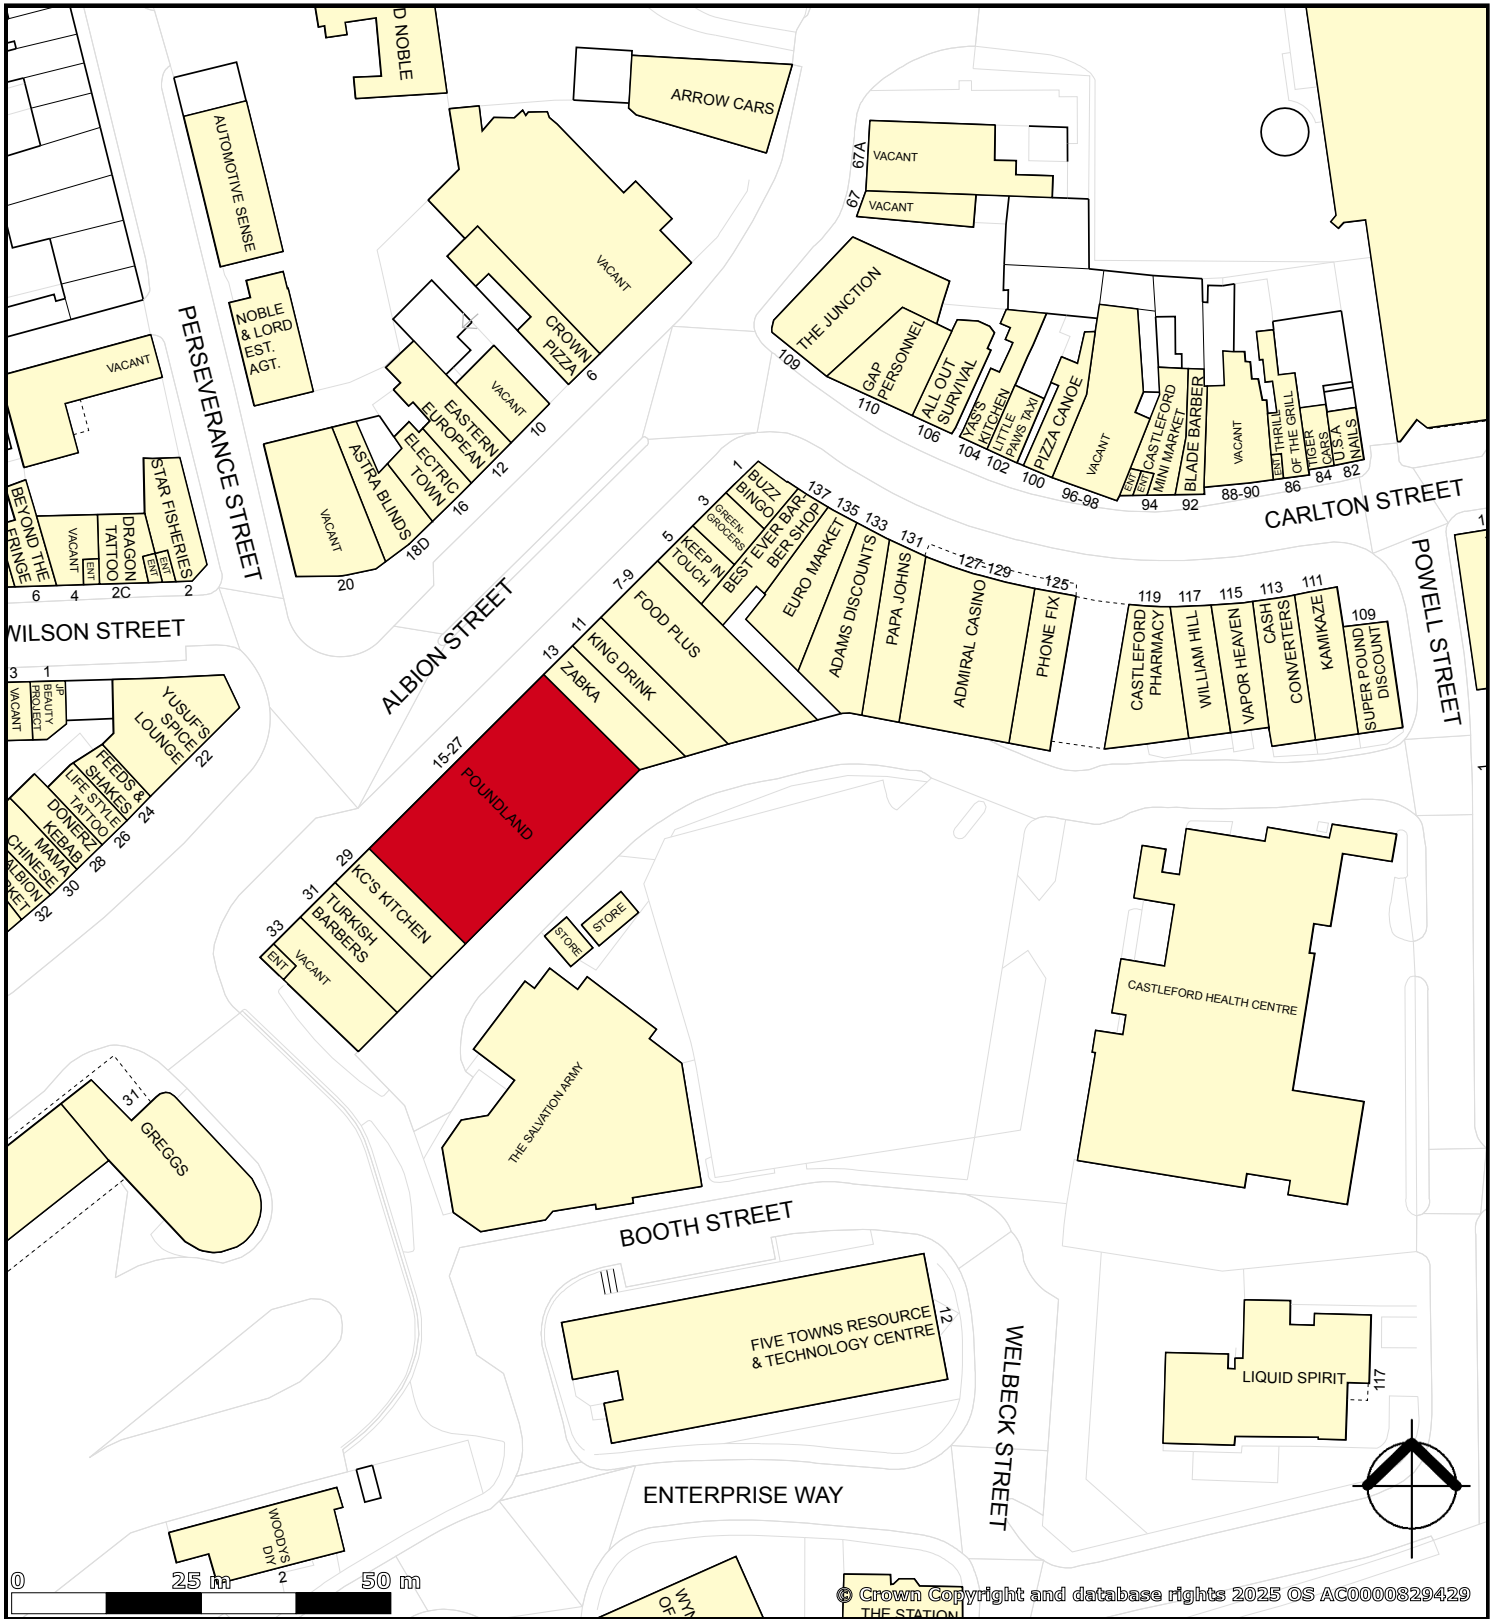 D NOBLE
ARROW CARS
AUTOMOTIVE SENSE
67A
VACANT
67
VACANT
VACANT
NOBLE
& LORD
EST.
AGT.
CROWN
PIZZA
6
THE JUNCTION
109
GAP
PERSONNEL
110
ALL OUT
SURVIVAL
106
YAS'S
KITCHEN
104
LITTLE
PAWS TAXI
102
PIZZA CANOE
100
VACANT
96-98
ENT
ENT
CASTLEFORD
MINI MARKET
94
BLADE BARBER
92
VACANT
88-90
ENT
THRILL
OF THE GRILL
86
TIGER
CARS
84
U.S.A
NAILS
82
CARLTON STREET
PERSEVERANCE STREET
VACANT
VACANT
10
EASTERN
EUROPEAN
12
ELECTRIC
TOWN
16
ASTRA BLINDS
18D
VACANT
20
STAR FISHERIES
ENT
ENT
2
DRAGON
TATTOO
2C
ENT
VACANT
4
BEYOND THE
FRINGE
6
WILSON STREET
ALBION STREET
1
BUZZ
BINGO
3
GREEN-
GROCERS
5
KEEP IN
TOUCH
BEST EVER BAR-
BER SHOP
137
EURO MARKET
135
ADAMS DISCOUNTS
133
PAPA JOHNS
131
ADMIRAL CASINO
127-129
PHONE FIX
125
7-9
FOOD PLUS
11
KING DRINK
13
ZABKA
15-27
POUNDLAND
29
KC'S KITCHEN
31
TURKISH
BARBERS
33
ENT
VACANT
CASTLEFORD
PHARMACY
119
WILLIAM HILL
117
VAPOR HEAVEN
115
CASH
CONVERTERS
113
KAMIKAZE
111
SUPER POUND
DISCOUNT
109
POWELL STREET
1
1
3
1
VACANT
JP
BEAUTY
PROJECT
YUSUF'S
SPICE
LOUNGE
22
FEEDS &
SHAKES
24
LIFE STYLE
TATTOO
26
DONERZ
KEBAB
28
MAMA
CHINESE
30
ALBION
RKET
32
STORE
STORE
CASTLEFORD HEALTH CENTRE
THE SALVATION ARMY
31
GREGGS
BOOTH STREET
FIVE TOWNS RESOURCE
& TECHNOLOGY CENTRE
12
WELBECK STREET
LIQUID SPIRIT
117
ENTERPRISE WAY
WOODYS
DIY
2
WYN
OF
THE STATION
0
25 m
50 m
© Crown Copyright and database rights 2025 OS AC0000829429